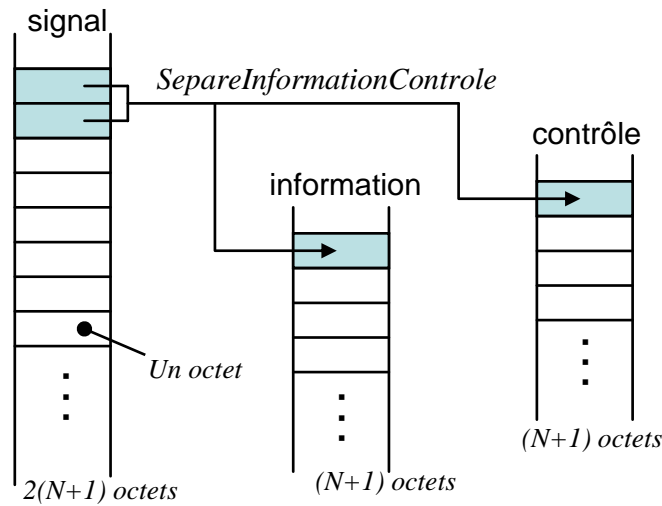 signal
SepareInformationControle
contrôle
information
Un octet
(N+1) octets
(N+1) octets
2(N+1) octets